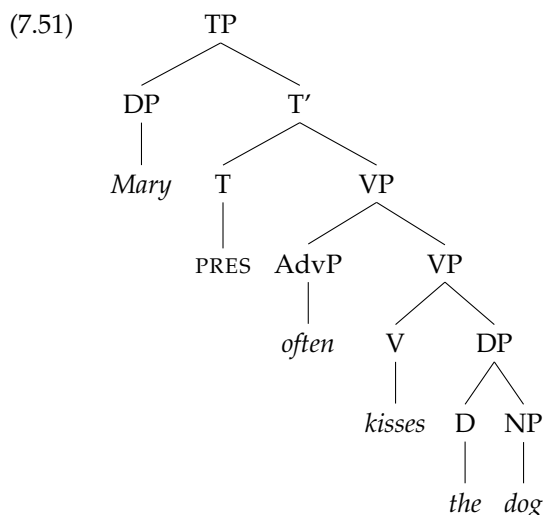 (7.51) TP
DP T’
Mary T VP
PRES AdvP VP
often V DP
kisses D NP
the dog